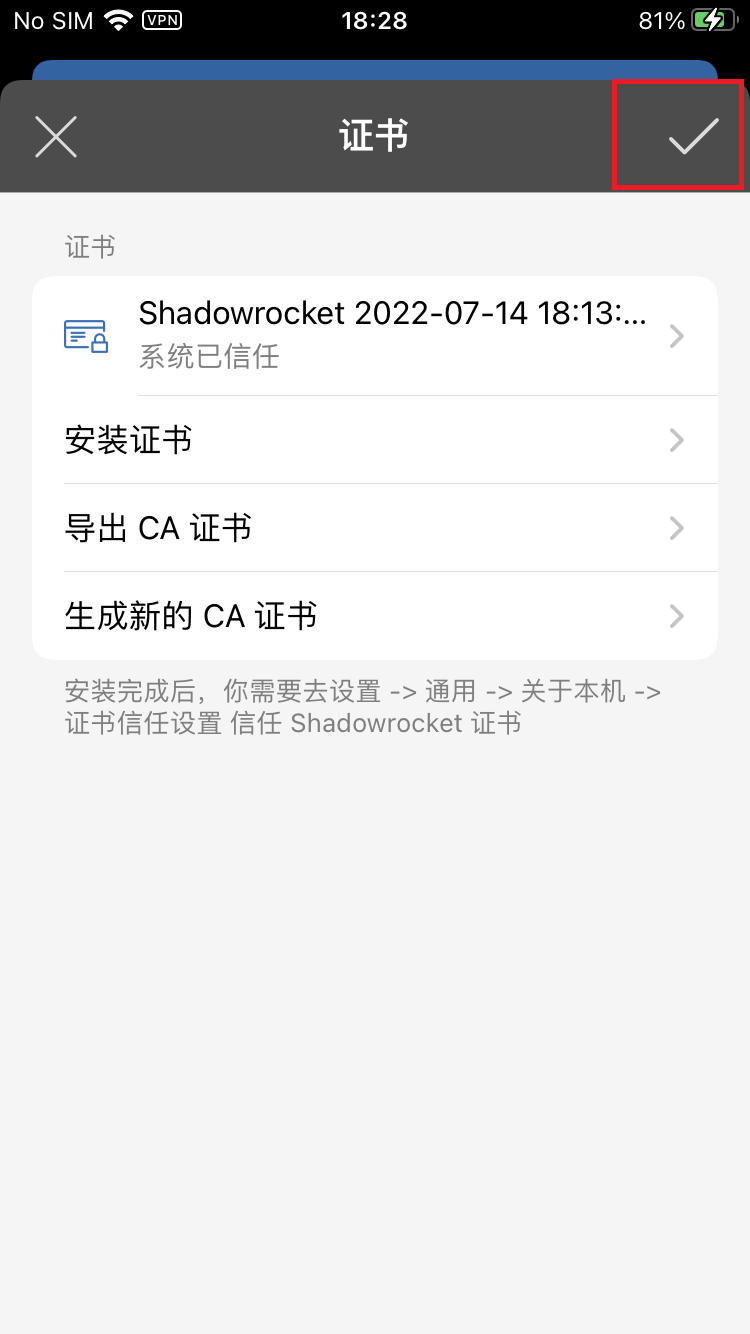 No SIM VPN 18:28 81%
证书
证书
Shadowrocket 2022-07-14 18:13:...
系统已信任
安装证书
导出 CA 证书
生成新的 CA 证书
安装完成后，你需要去设置 -> 通用 -> 关于本机 ->
证书信任设置 信任 Shadowrocket 证书